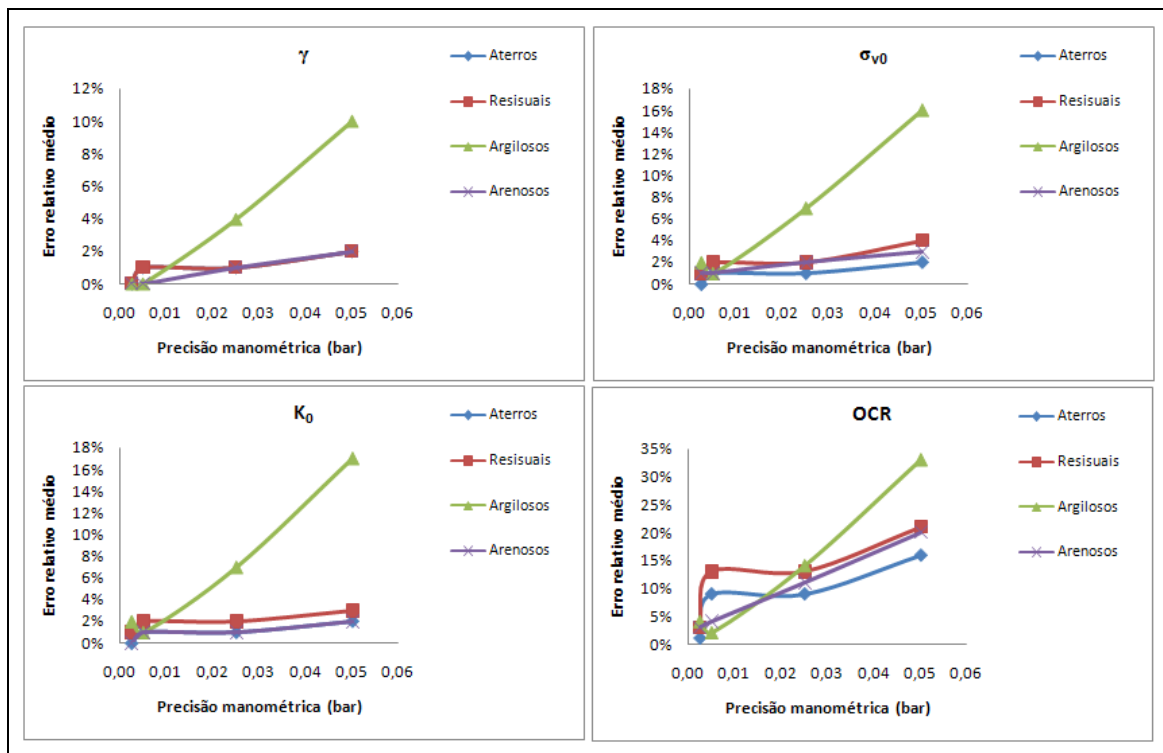 γ
Erro relativo médio
12%
10%
8%
6%
4%
2%
0%
0,00 0,01 0,02 0,03 0,04 0,05 0,06
Precisão manométrica (bar)
Aterros
Resisuais
Argilosos
Arenosos
σv0
Erro relativo médio
18%
16%
14%
12%
10%
8%
6%
4%
2%
0%
0,00 0,01 0,02 0,03 0,04 0,05 0,06
Precisão manométrica (bar)
Aterros
Resisuais
Argilosos
Arenosos
K0
Erro relativo médio
18%
16%
14%
12%
10%
8%
6%
4%
2%
0%
0,00 0,01 0,02 0,03 0,04 0,05 0,06
Precisão manométrica (bar)
Aterros
Resisuais
Argilosos
Arenosos
OCR
Erro relativo médio
35%
30%
25%
20%
15%
10%
5%
0%
0,00 0,01 0,02 0,03 0,04 0,05 0,06
Precisão manométrica (bar)
Aterros
Resisuais
Argilosos
Arenosos